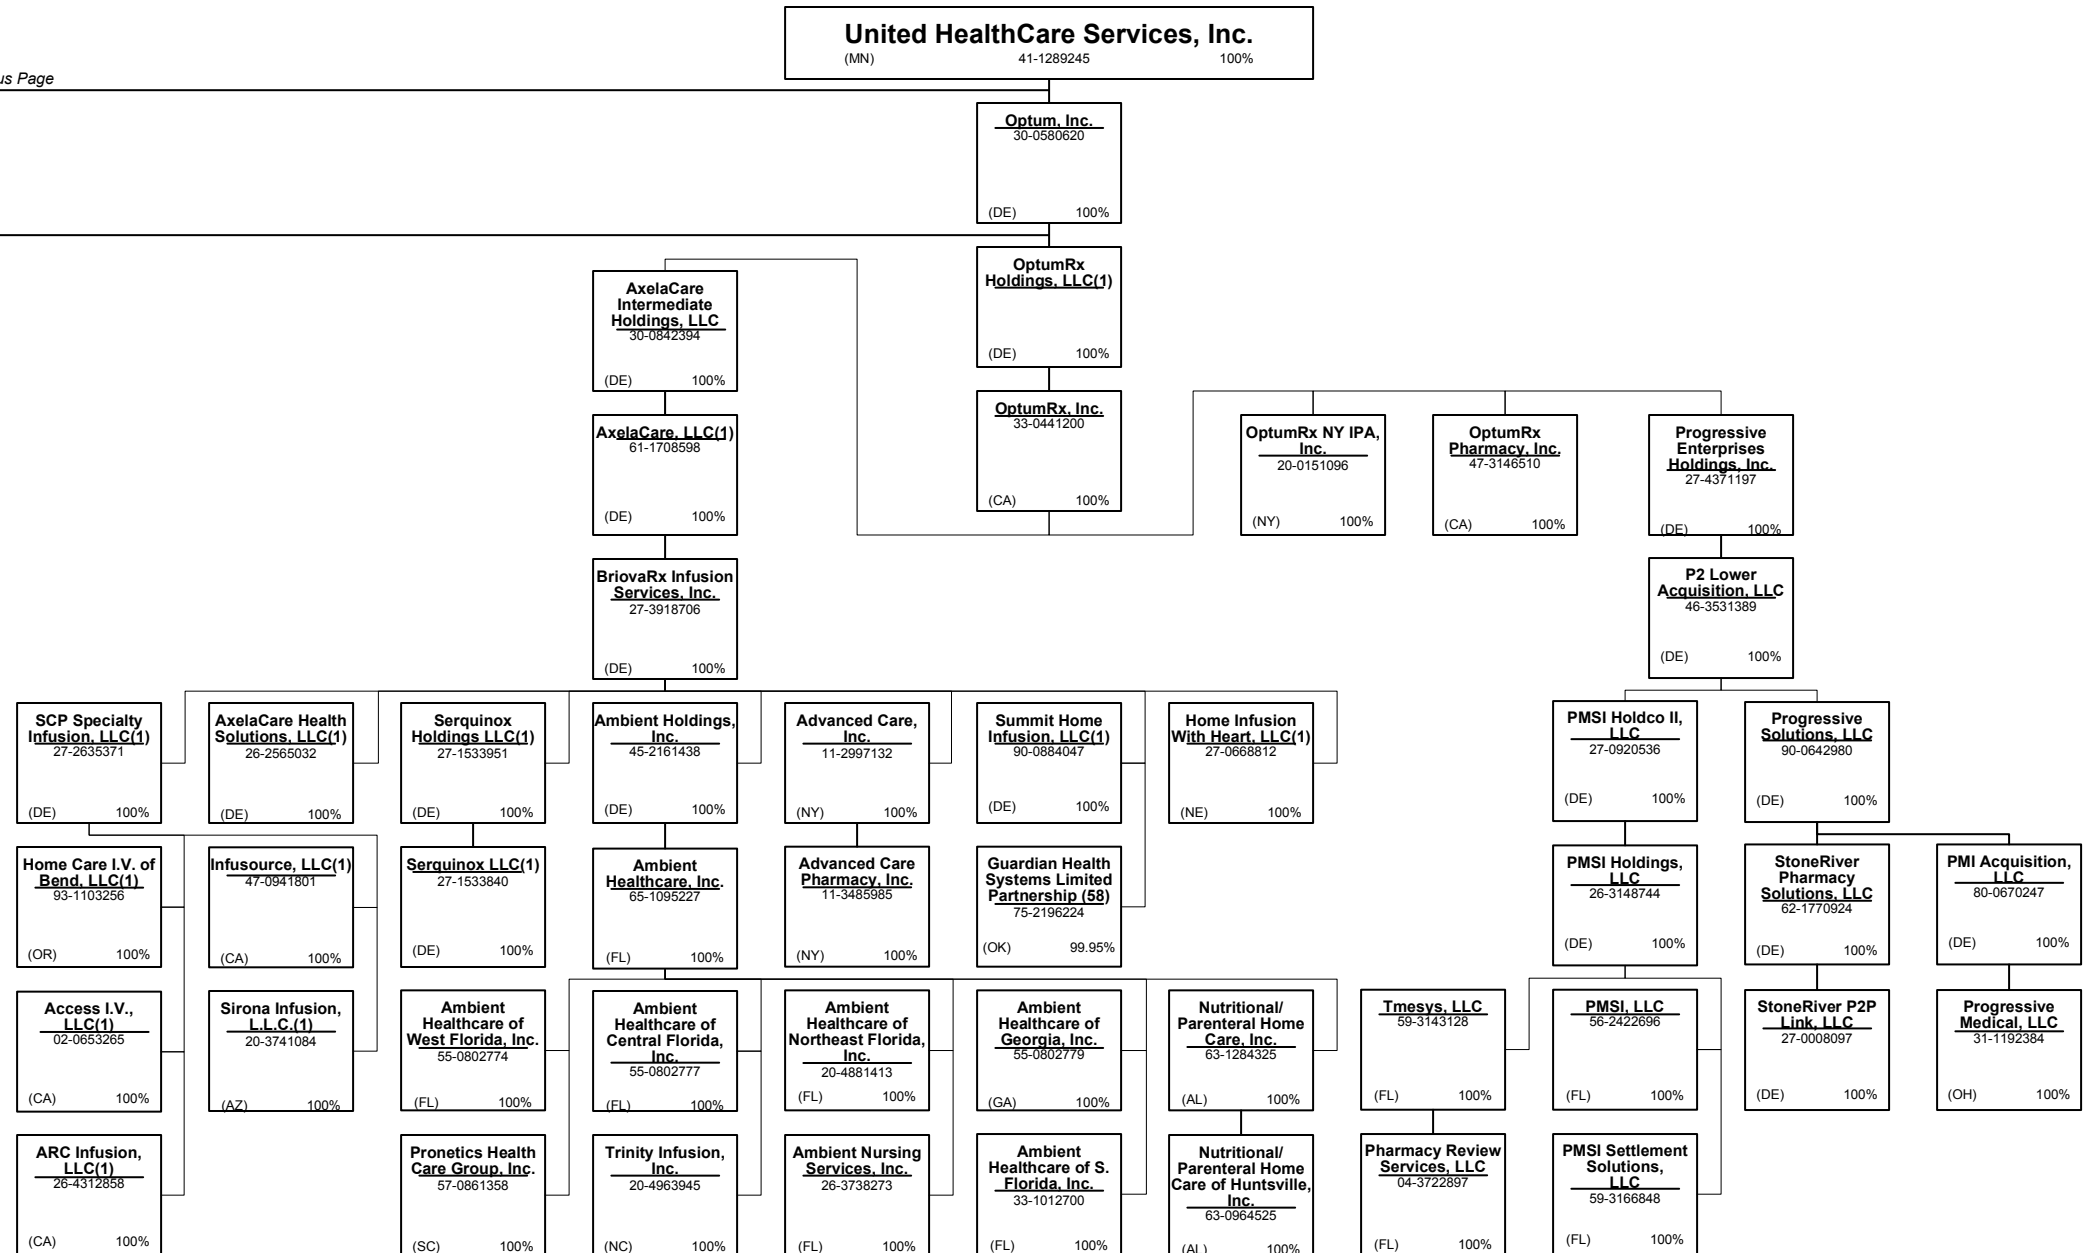 United HealthCare Services, Inc.
(MN) 41-1289245 100%
us Page
Optum, Inc.
30-0580620
(DE) 100%
OptumRx
Holdings, LLC(1)
(DE) 100%
AxelaCare
Intermediate
Holdings, LLC
30-0842394
(DE) 100%
OptumRx, Inc.
33-0441200
(CA) 100%
AxelaCare, LLC(1)
61-1708598
(DE) 100%
OptumRx NY IPA,
Inc.
20-0151096
(NY) 100%
OptumRx
Pharmacy, Inc.
47-3146510
(CA) 100%
Progressive
Enterprises
Holdings, Inc.
27-4371197
(DE) 100%
BriovaRx Infusion
Services, Inc.
27-3918706
(DE) 100%
P2 Lower
Acquisition, LLC
46-3531389
(DE) 100%
SCP Specialty
Infusion, LLC(1)
27-2635371
(DE) 100%
AxelaCare Health
Solutions, LLC(1)
26-2565032
(DE) 100%
Serquinox
Holdings LLC(1)
27-1533951
(DE) 100%
Ambient Holdings,
Inc.
45-2161438
(DE) 100%
Advanced Care,
Inc.
11-2997132
(NY) 100%
Summit Home
Infusion, LLC(1)
90-0884047
(DE) 100%
Home Infusion
With Heart, LLC(1)
27-0668812
(NE) 100%
PMSI Holdco II,
LLC
27-0920536
(DE) 100%
Progressive
Solutions, LLC
90-0642980
(DE) 100%
Home Care I.V. of
Bend, LLC(1)
93-1103256
(OR) 100%
Infusource, LLC(1)
47-0941801
(CA) 100%
Serquinox LLC(1)
27-1533840
(DE) 100%
Ambient
Healthcare, Inc.
65-1095227
(FL) 100%
Advanced Care
Pharmacy, Inc.
11-3485985
(NY) 100%
Guardian Health
Systems Limited
Partnership (58)
75-2196224
(OK) 99.95%
PMSI Holdings,
LLC
26-3148744
(DE) 100%
StoneRiver
Pharmacy
Solutions, LLC
62-1770924
(DE) 100%
PMI Acquisition,
LLC
80-0670247
(DE) 100%
Access I.V.,
LLC(1)
02-0653265
(CA) 100%
Sirona Infusion,
L.L.C.(1)
20-3741084
(AZ) 100%
Ambient
Healthcare of
West Florida, Inc.
55-0802774
(FL) 100%
Ambient
Healthcare of
Central Florida,
Inc.
55-0802777
(FL) 100%
Ambient
Healthcare of
Northeast Florida,
Inc.
20-4881413
(FL) 100%
Ambient
Healthcare of
Georgia, Inc.
55-0802779
(GA) 100%
Nutritional/
Parenteral Home
Care, Inc.
63-1284325
(AL) 100%
Tmesys, LLC
59-3143128
(FL) 100%
PMSI, LLC
56-2422696
(FL) 100%
StoneRiver P2P
Link, LLC
27-0008097
(DE) 100%
Progressive
Medical, LLC
31-1192384
(OH) 100%
ARC Infusion,
LLC(1)
26-4312858
(CA) 100%
Pronetics Health
Care Group, Inc.
57-0861358
(SC) 100%
Trinity Infusion,
Inc.
20-4963945
(NC) 100%
Ambient Nursing
Services, Inc.
26-3738273
(FL) 100%
Ambient
Healthcare of S.
Florida, Inc.
33-1012700
(FL) 100%
Nutritional/
Parenteral Home
Care of Huntsville,
Inc.
63-0964525
(AL) 100%
Pharmacy Review
Services, LLC
04-3722897
(FL) 100%
PMSI Settlement
Solutions,
LLC
59-3166848
(FL) 100%